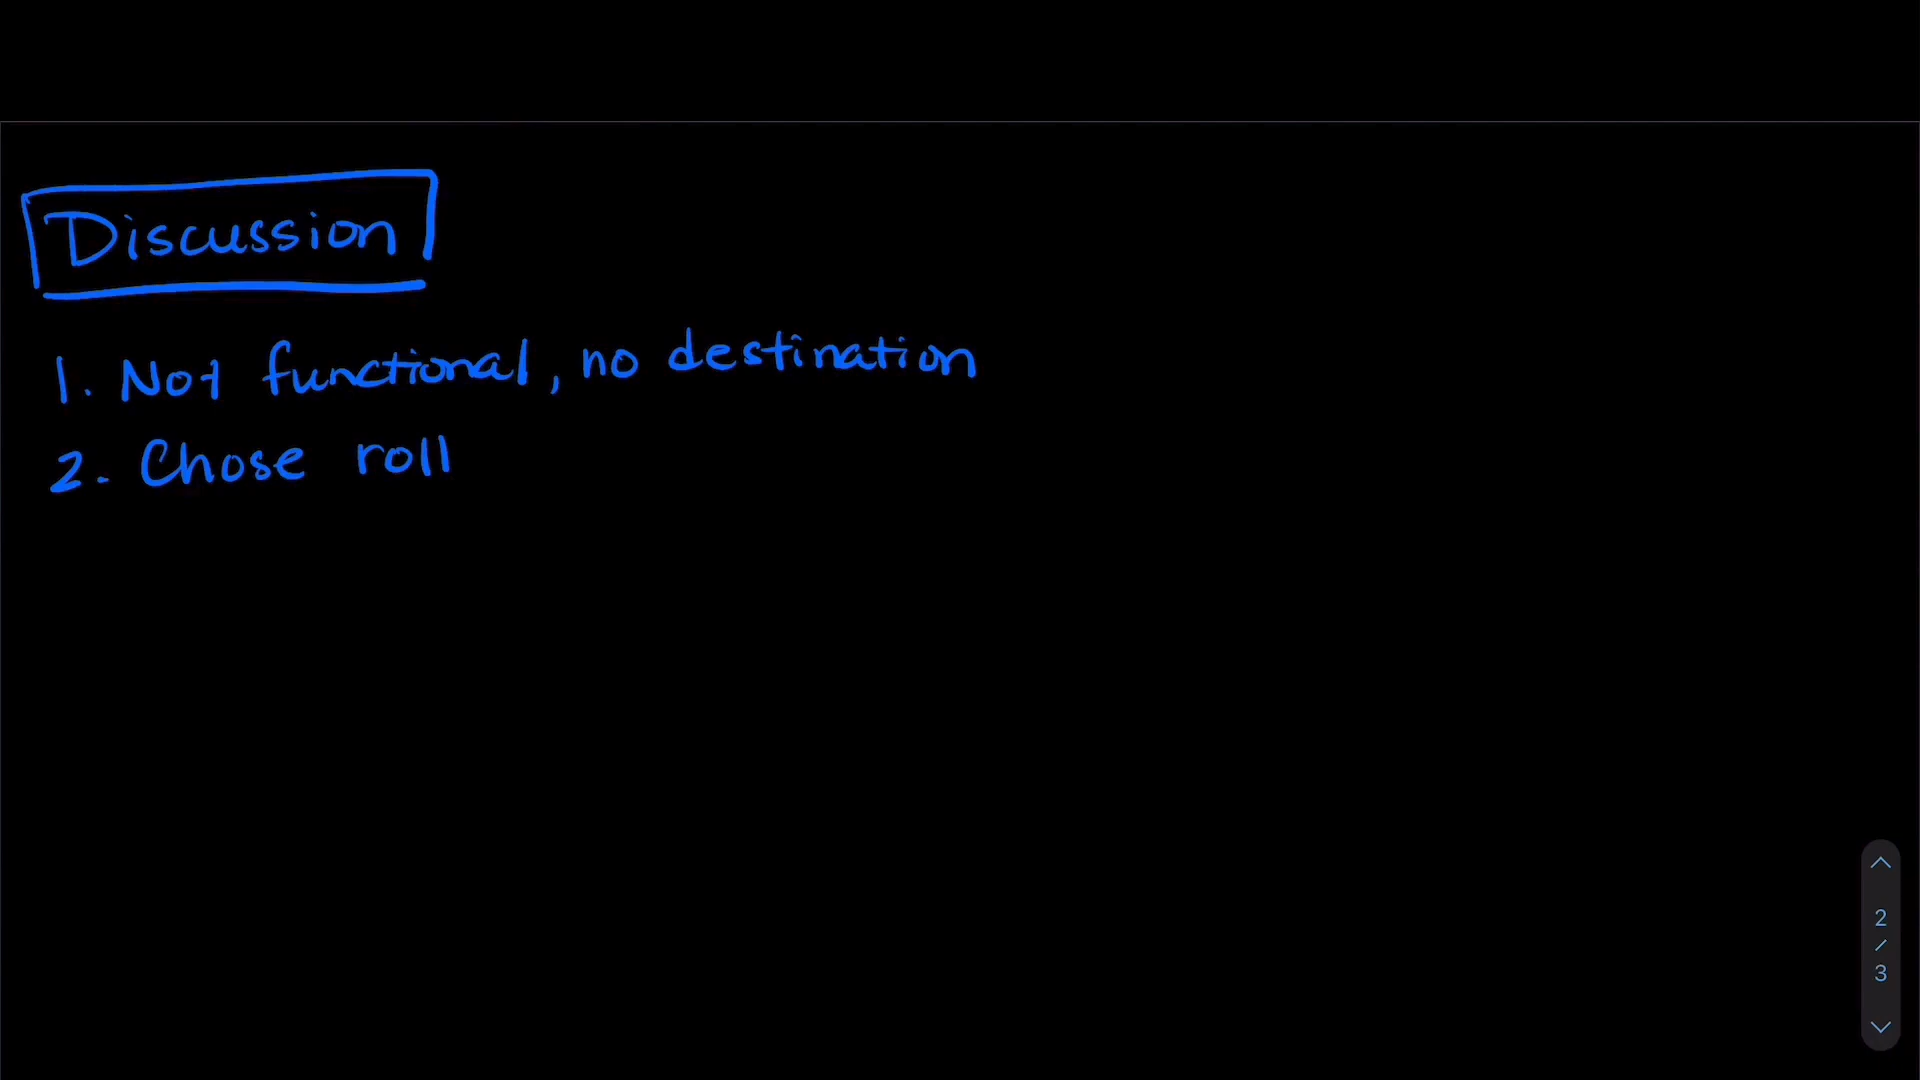 Discussion
1. Not functional, no destination
2. Chose roll
2
/
3